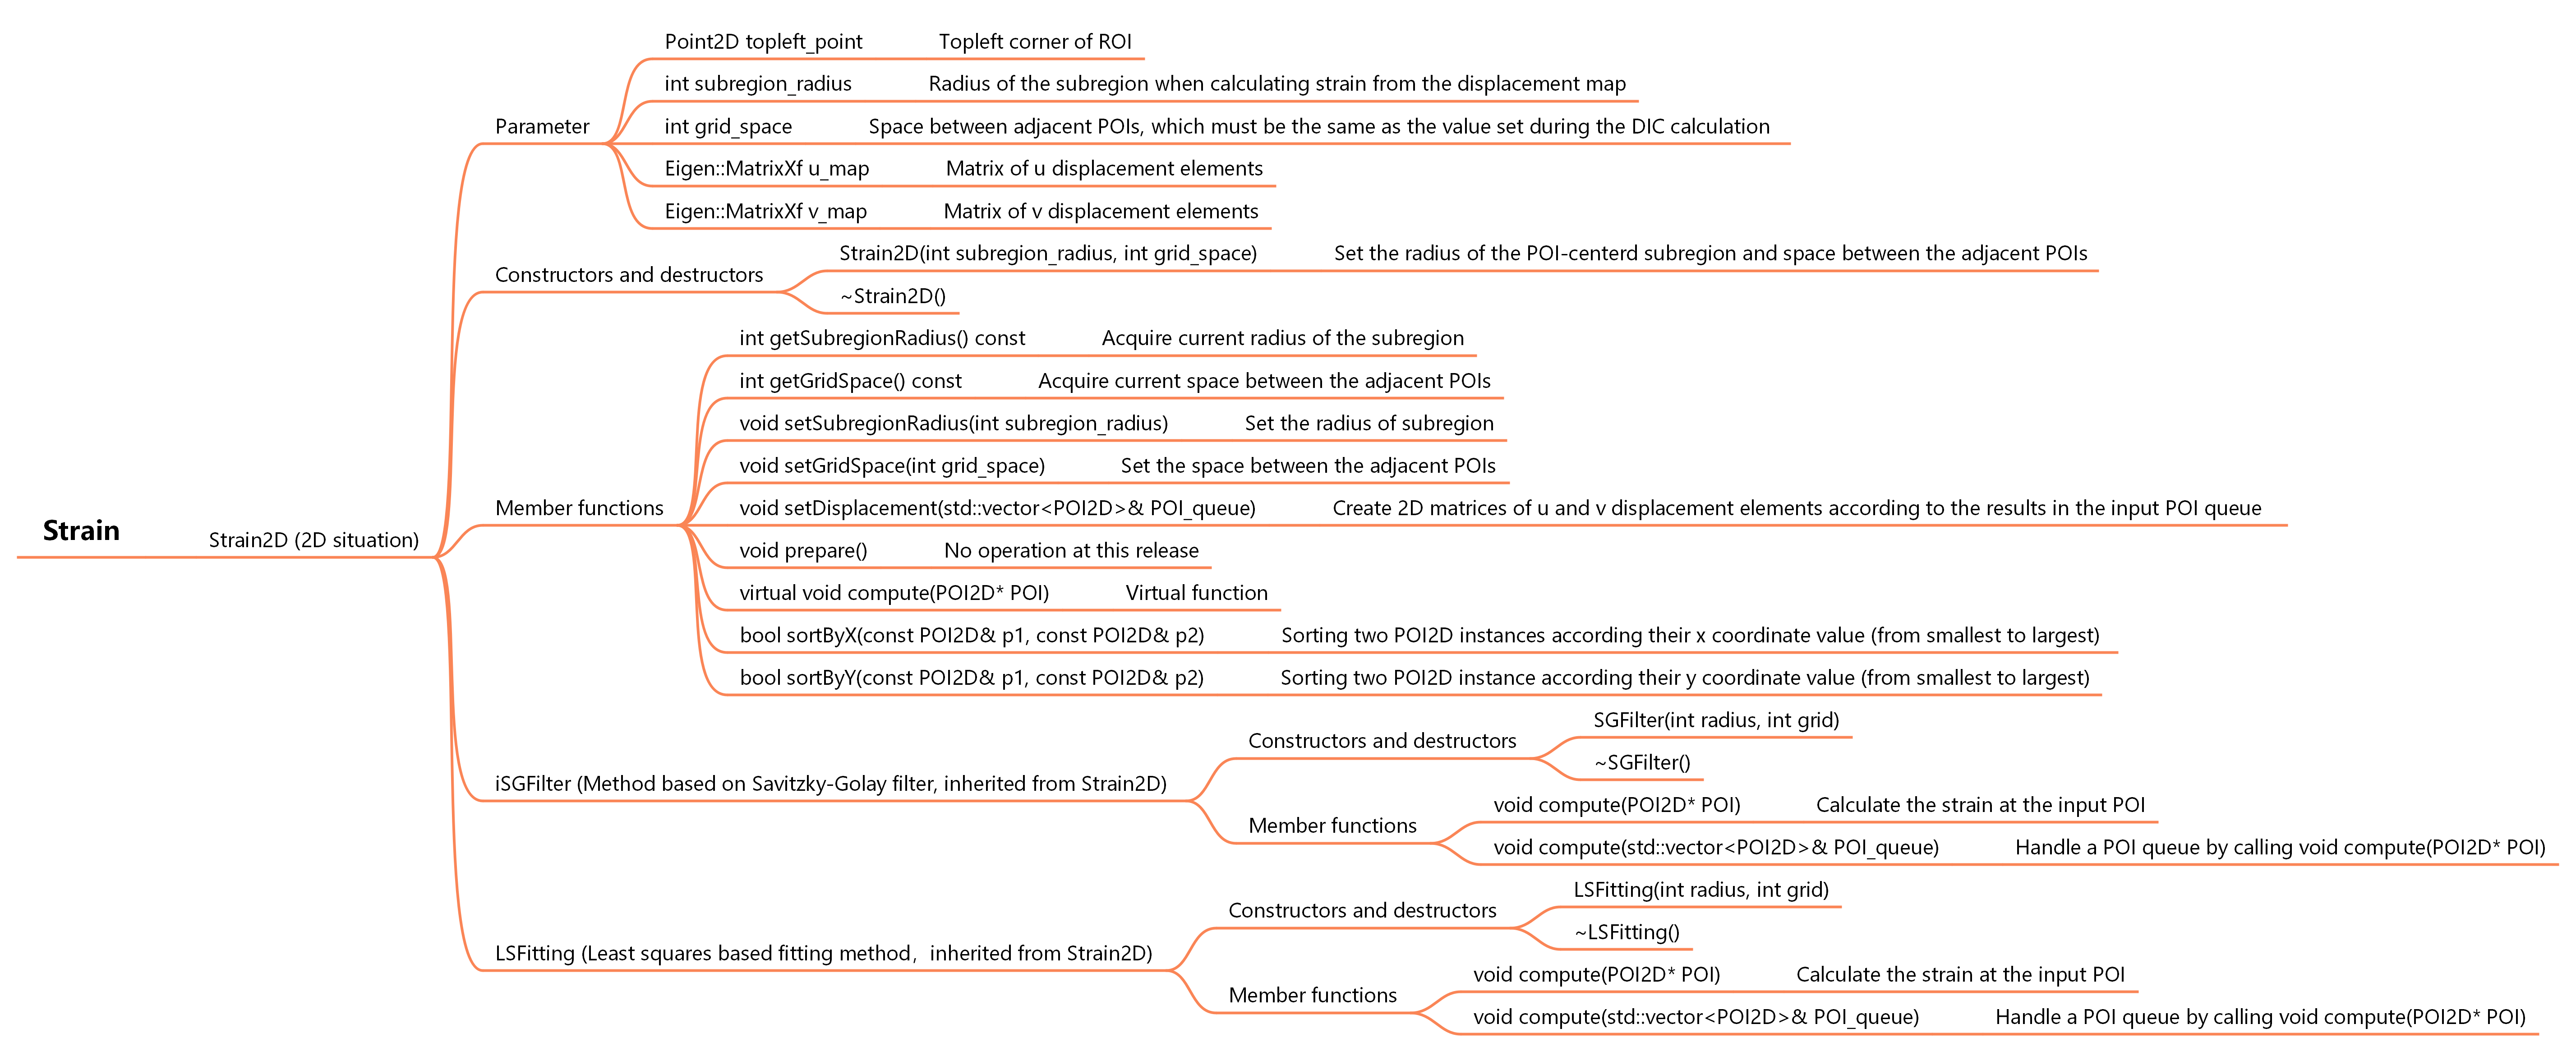 Strain
Strain2D (2D situation)
Parameter
Point2D topleft_point Topleft corner of ROI
int subregion_radius Radius of the subregion when calculating strain from the displacement map
int grid_space Space between adjacent POIs, which must be the same as the value set during the DIC calculation
Eigen::MatrixXf u_map Matrix of u displacement elements
Eigen::MatrixXf v_map Matrix of v displacement elements
Constructors and destructors
Strain2D(int subregion_radius, int grid_space) Set the radius of the POI-centerd subregion and space between the adjacent POIs
~Strain2D()
Member functions
int getSubregionRadius() const Acquire current radius of the subregion
int getGridSpace() const Acquire current space between the adjacent POIs
void setSubregionRadius(int subregion_radius) Set the radius of subregion
void setGridSpace(int grid_space) Set the space between the adjacent POIs
void setDisplacement(std::vector<POI2D>& POI_queue) Create 2D matrices of u and v displacement elements according to the results in the input POI queue
void prepare() No operation at this release
virtual void compute(POI2D* POI) Virtual function
bool sortByX(const POI2D& p1, const POI2D& p2) Sorting two POI2D instances according their x coordinate value (from smallest to largest)
bool sortByY(const POI2D& p1, const POI2D& p2) Sorting two POI2D instance according their y coordinate value (from smallest to largest)
iSGFilter (Method based on Savitzky-Golay filter, inherited from Strain2D)
Constructors and destructors
SGFilter(int radius, int grid)
~SGFilter()
Member functions
void compute(POI2D* POI) Calculate the strain at the input POI
void compute(std::vector<POI2D>& POI_queue) Handle a POI queue by calling void compute(POI2D* POI)
LSFitting (Least squares based fitting method，inherited from Strain2D)
Constructors and destructors
LSFitting(int radius, int grid)
~LSFitting()
Member functions
void compute(POI2D* POI) Calculate the strain at the input POI
void compute(std::vector<POI2D>& POI_queue) Handle a POI queue by calling void compute(POI2D* POI)